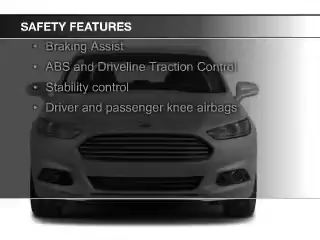 SAFETY FEATURES
• Braking Assist
• ABS and Driveline Traction Control
• Stability control
• Driver and passenger knee airbags